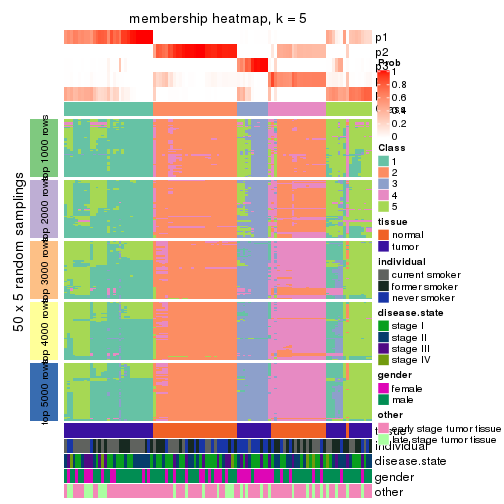 membership heatmap, k = 5
p1
p2
p3
Prob
1
0.8
0.6
0.4
0.2
0
Class
1
2
3
4
5
tissue
normal
tumor
individual
current smoker
former smoker
never smoker
disease.state
stage I
stage II
stage III
stage IV
gender
female
male
other
early stage tumor tissue
late stage tumor tissue
individual
disease.state
gender
other
50 x 5 random samplings
top 1000 rows
top 2000 rows
top 3000 rows
top 4000 rows
top 5000 rows